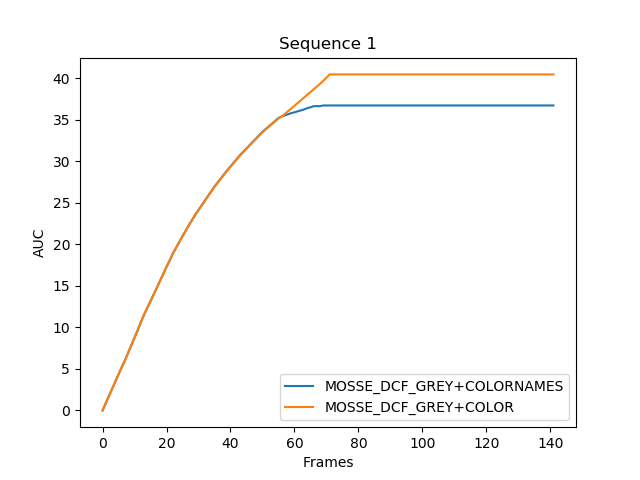 Sequence 1
AUC
40
35
30
25
20
15
10
5
0
MOSSE_DCF_GREY+COLORNAMES
MOSSE_DCF_GREY+COLOR
0 20 40 60 80 100 120 140
Frames